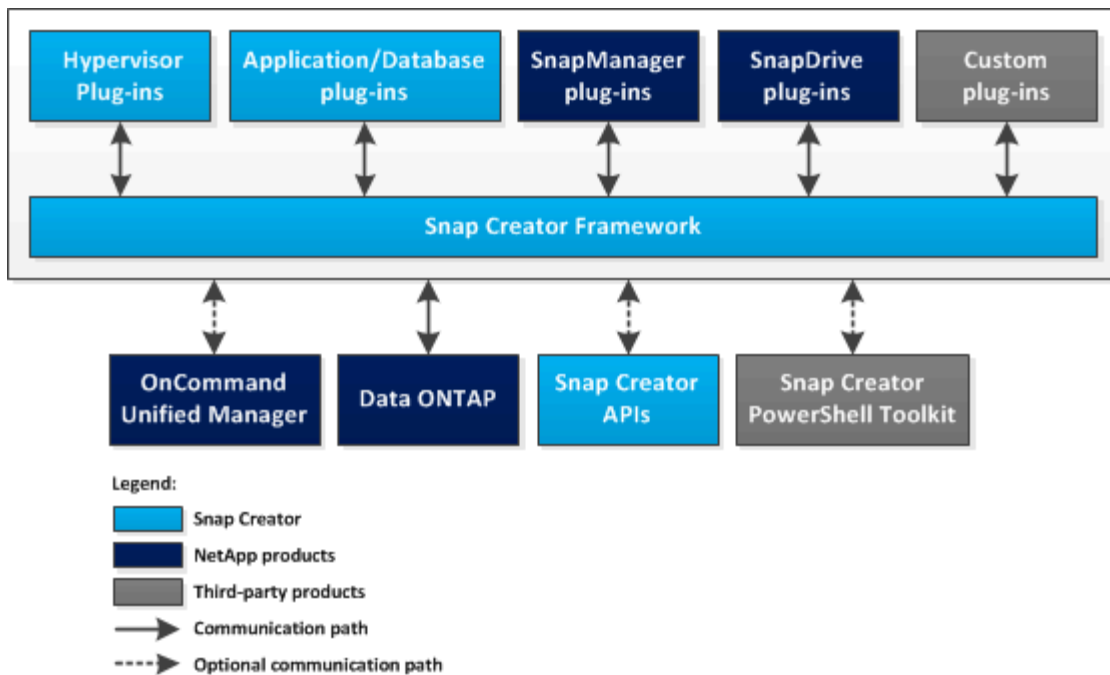 Hypervisor
Plug-ins
Application/Database
plug-ins
SnapManager
plug-ins
SnapDrive
plug-ins
Custom
plug-ins
Snap Creator Framework
OnCommand
Unified Manager
Data ONTAP
Snap Creator
APIs
Snap Creator
PowerShell Toolkit
Legend:
Snap Creator
NetApp products
Third-party products
Communication path
Optional communication path